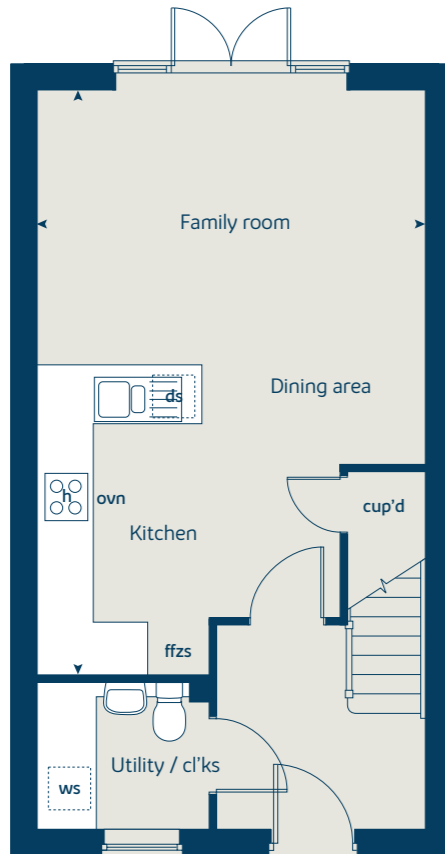 Family room
Dining area
ds
h
ovn
cup'd
Kitchen
ffzs
Utility / cl'ks
ws